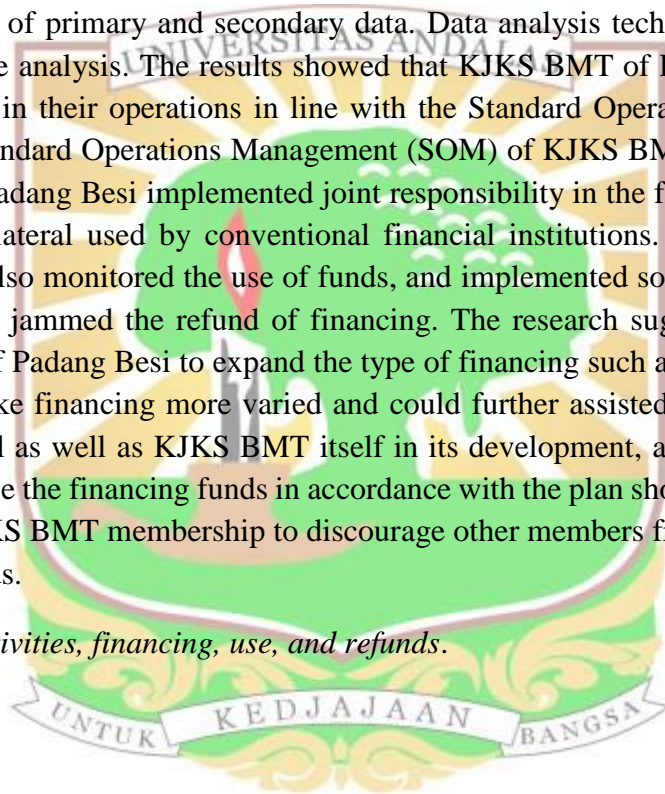 of primary and secondary data. Data analysis tech
UNIVERSITAS ANDALAS
e analysis. The results showed that KJKS BMT of
in their operations in line with the Standard Opera
ndard Operations Management (SOM) of KJKS BM
adang Besi implemented joint responsibility in the f
lateral used by conventional financial institutions.
lso monitored the use of funds, and implemented so
jammed the refund of financing. The research sug
f Padang Besi to expand the type of financing such a
ke financing more varied and could further assisted
l as well as KJKS BMT itself in its development, a
e the financing funds in accordance with the plan sho
KS BMT membership to discourage other members f
ds.
ivities, financing, use, and refunds.
UNTUK KEDJAJAAN BANGSA